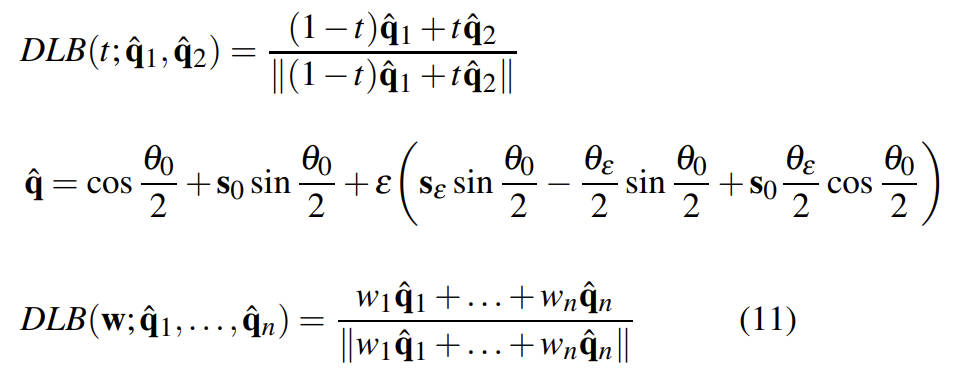 DLB(t; q̂₁, q̂₂) = ((1 − t)q̂₁ + tq̂₂) / ‖(1 − t)q̂₁ + tq̂₂‖
q̂ = cos θ₀/2 + s₀ sin θ₀/2 + ε( s_ε sin θ₀/2 − θ_ε/2 sin θ₀/2 + s₀ θ_ε/2 cos θ₀/2 )
DLB(w; q̂₁, …, q̂ₙ) = (w₁q̂₁ + … + wₙq̂ₙ) / ‖w₁q̂₁ + … + wₙq̂ₙ‖ (11)